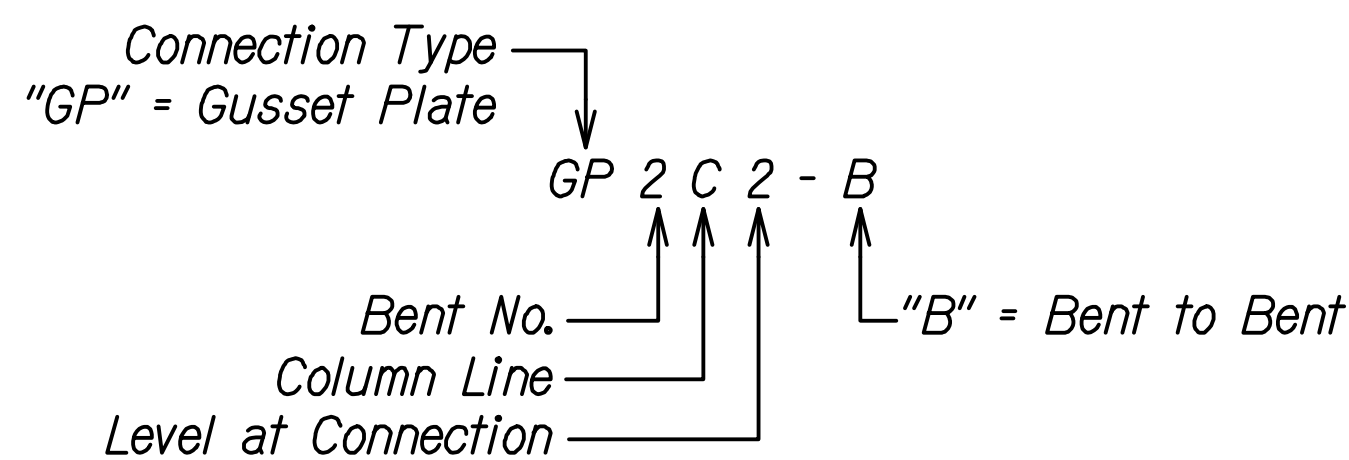 Connection Type
"GP" = Gusset Plate
GP 2 C 2 - B
Bent No.
"B" = Bent to Bent
Column Line
Level at Connection